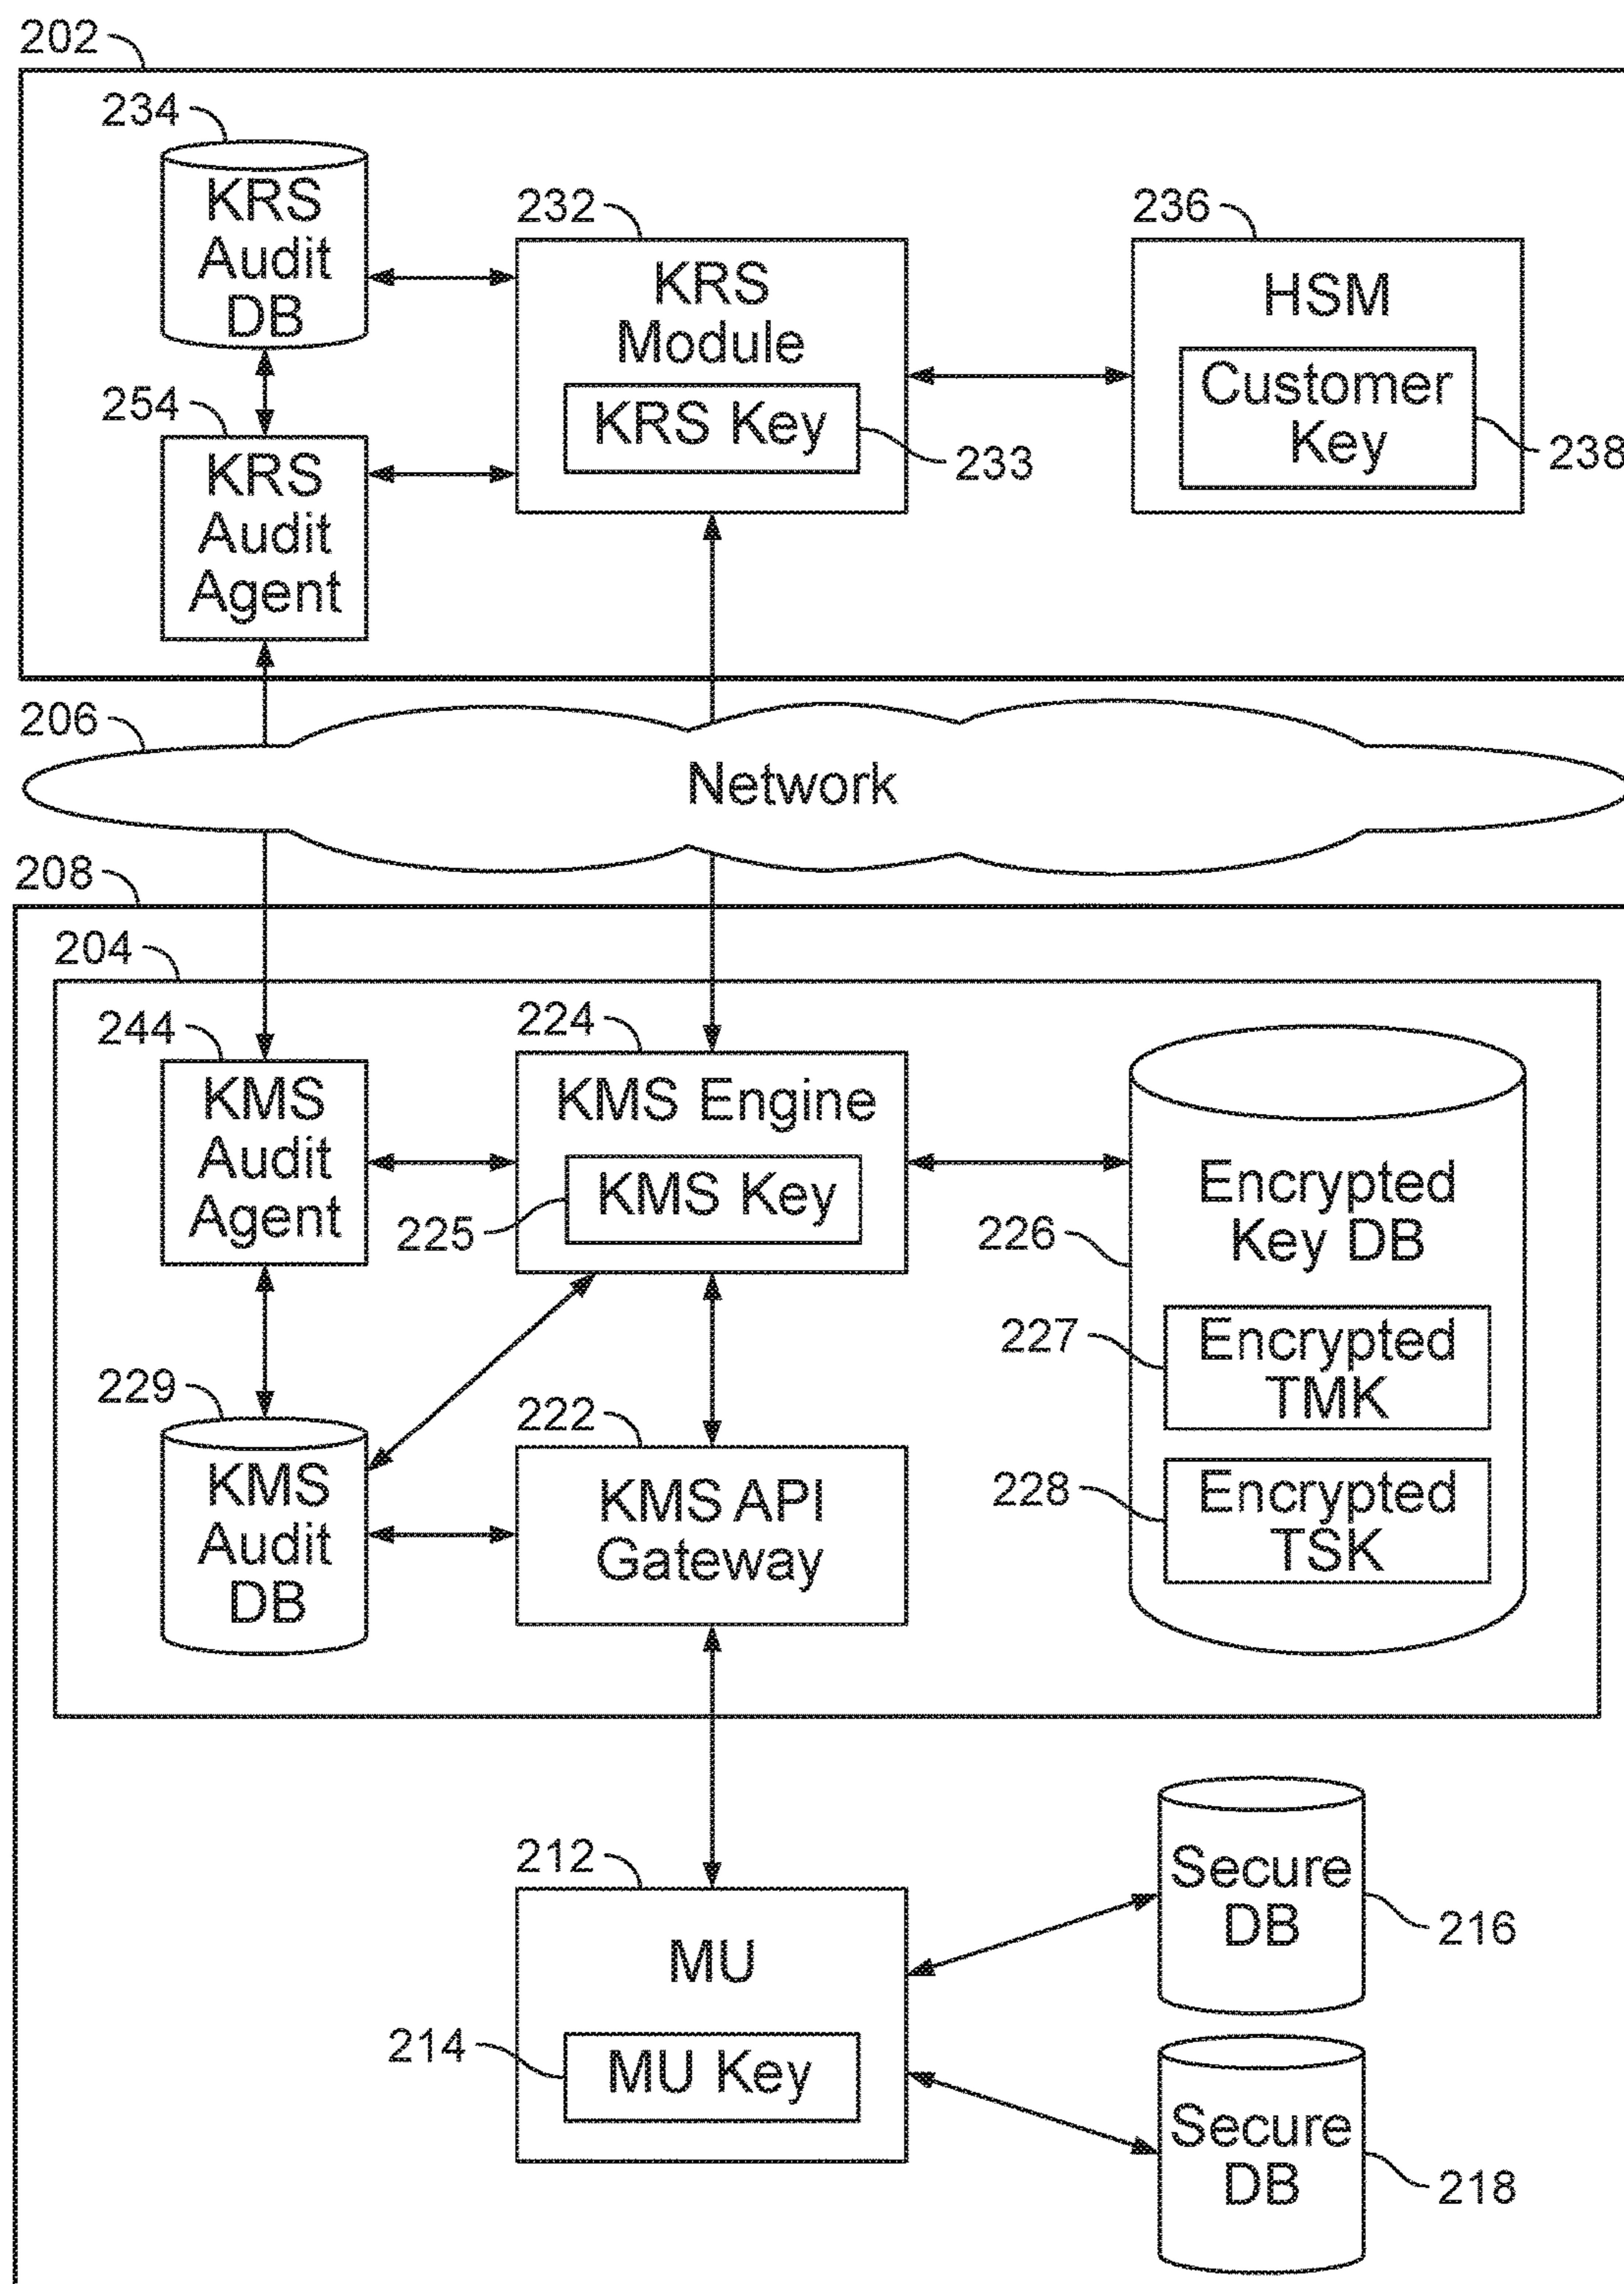 202
234
KRS
Audit
DB
232
KRS
Module
KRS Key
233
236
HSM
Customer
Key
238
254
KRS
Audit
Agent
206
Network
208
204
244
KMS
Audit
Agent
224
KMS Engine
KMS Key
225
226
Encrypted
Key DB
227
Encrypted
TMK
228
Encrypted
TSK
229
KMS
Audit
DB
222
KMS API
Gateway
212
MU
214
MU Key
Secure
DB
216
Secure
DB
218